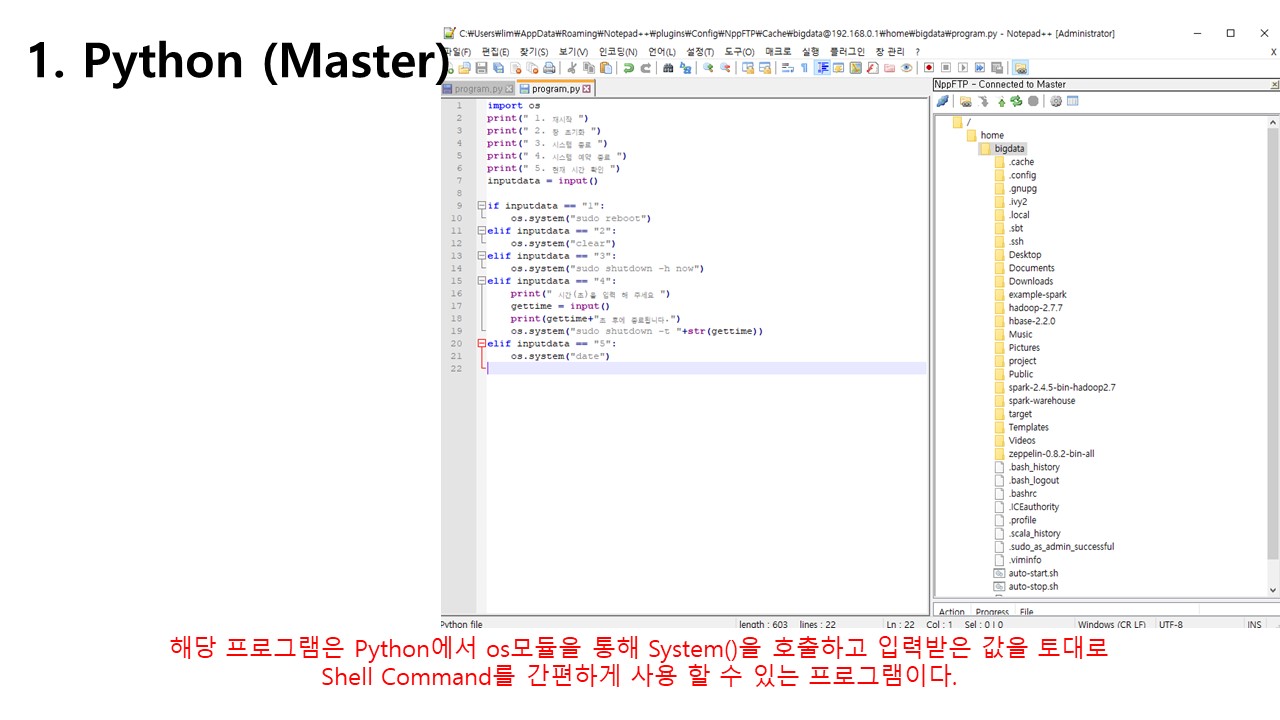 1. Python (Master)
C:₩Users₩lim₩AppData₩Roaming₩Notepad++₩plugins₩Config₩NppFTP₩Cache₩bigdata@192.168.0.1₩home₩bigdata₩program.py - Notepad++ [Administrator]
파일(F) 편집(E) 찾기(S) 보기(V) 인코딩(N) 언어(L) 설정(T) 도구(O) 매크로 실행 플러그인 창 관리 ? X
program.py program.py
1 import os
2 print(" 1. 재시작 ")
3 print(" 2. 창 초기화 ")
4 print(" 3. 시스템 종료 ")
5 print(" 4. 시스템 예약 종료 ")
6 print(" 5. 현재 시간 확인 ")
7 inputdata = input()
8
9 if inputdata == "1":
10 os.system("sudo reboot")
11 elif inputdata == "2":
12 os.system("clear")
13 elif inputdata == "3":
14 os.system("sudo shutdown -h now")
15 elif inputdata == "4":
16 print(" 시간(초)을 입력 해 주세요 ")
17 gettime = input()
18 print(gettime+"초 후에 종료됩니다.")
19 os.system("sudo shutdown -t "+str(gettime))
20 elif inputdata == "5":
21 os.system("date")
22
NppFTP - Connected to Master
/
home
bigdata
.cache
.config
.gnupg
.ivy2
.local
.sbt
.ssh
Desktop
Documents
Downloads
example-spark
hadoop-2.7.7
hbase-2.2.0
Music
Pictures
project
Public
spark-2.4.5-bin-hadoop2.7
spark-warehouse
target
Templates
Videos
zeppelin-0.8.2-bin-all
.bash_history
.bash_logout
.bashrc
.ICEauthority
.profile
.scala_history
.sudo_as_admin_successful
.viminfo
auto-start.sh
auto-stop.sh
Action Progress File
Python file length : 603 lines : 22 Ln : 22 Col : 1 Sel : 0 | 0 Windows (CR LF) UTF-8 INS
해당 프로그램은 Python에서 os모듈을 통해 System()을 호출하고 입력받은 값을 토대로
Shell Command를 간편하게 사용 할 수 있는 프로그램이다.